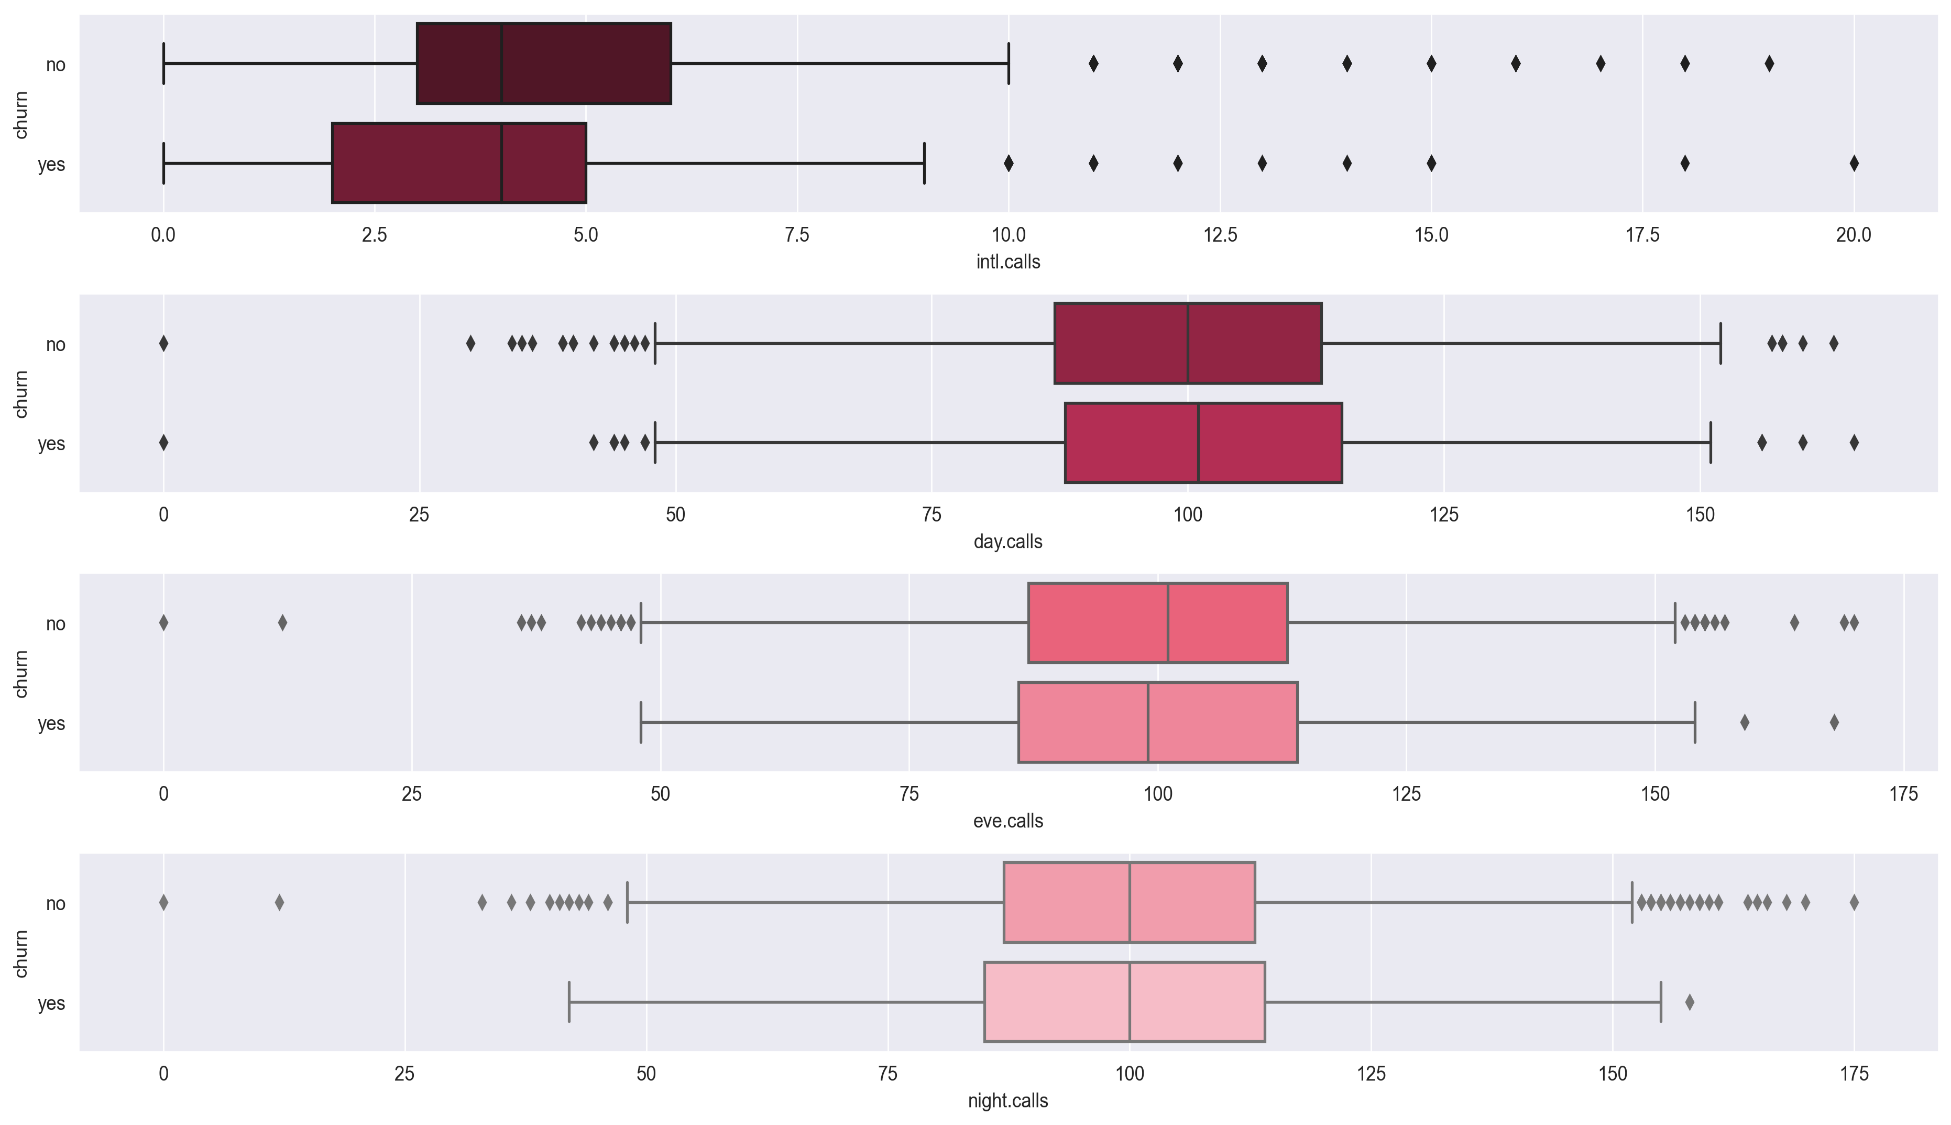 churn
no
yes
0.0 2.5 5.0 7.5 10.0 12.5 15.0 17.5 20.0
intl.calls
churn
no
yes
0 25 50 75 100 125 150
day.calls
churn
no
yes
0 25 50 75 100 125 150 175
eve.calls
churn
no
yes
0 25 50 75 100 125 150 175
night.calls